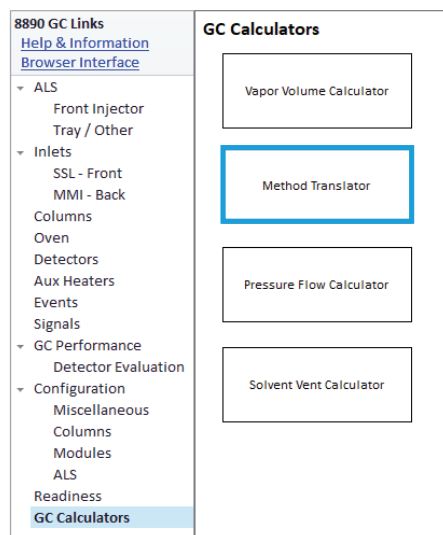 8890 GC Links
Help & Information
Browser Interface
ALS
Front Injector
Tray / Other
Inlets
SSL - Front
MMI - Back
Columns
Oven
Detectors
Aux Heaters
Events
Signals
GC Performance
Detector Evaluation
Configuration
Miscellaneous
Columns
Modules
ALS
Readiness
GC Calculators
GC Calculators
Vapor Volume Calculator
Method Translator
Pressure Flow Calculator
Solvent Vent Calculator